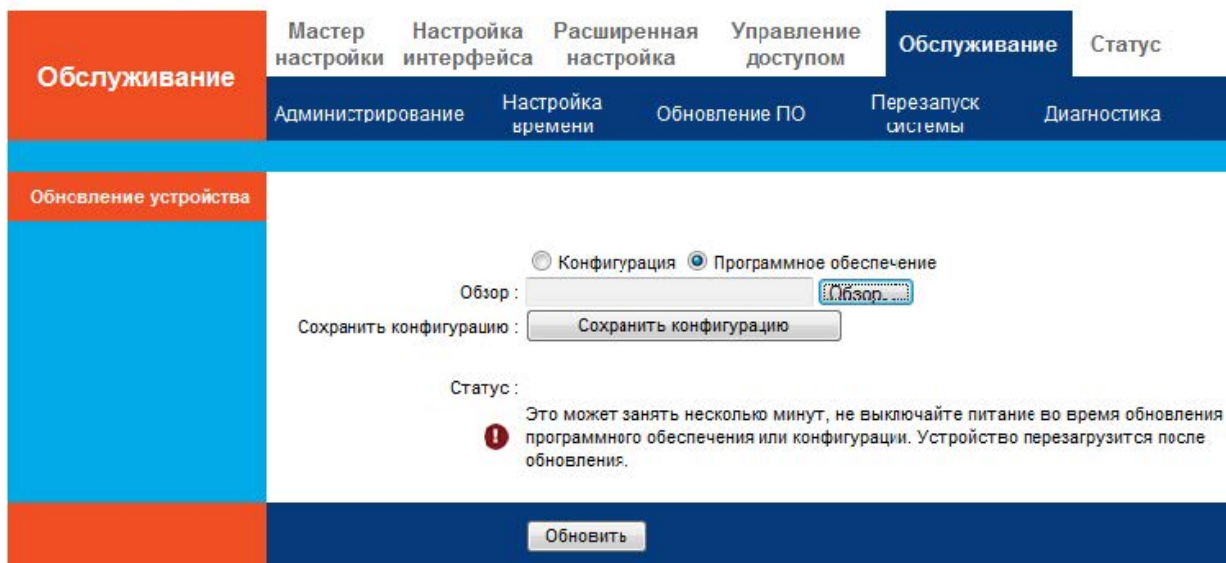 Обслуживание
Мастер настройки
Настройка интерфейса
Расширенная настройка
Управление доступом
Обслуживание
Статус
Администрирование
Настройка времени
Обновление ПО
Перезапуск системы
Диагностика
Обновление устройства
Конфигурация Программное обеспечение
Обзор : Обзор...
Сохранить конфигурацию : Сохранить конфигурацию
Статус :
Это может занять несколько минут, не выключайте питание во время обновления
программного обеспечения или конфигурации. Устройство перезагрузится после
обновления.
Обновить